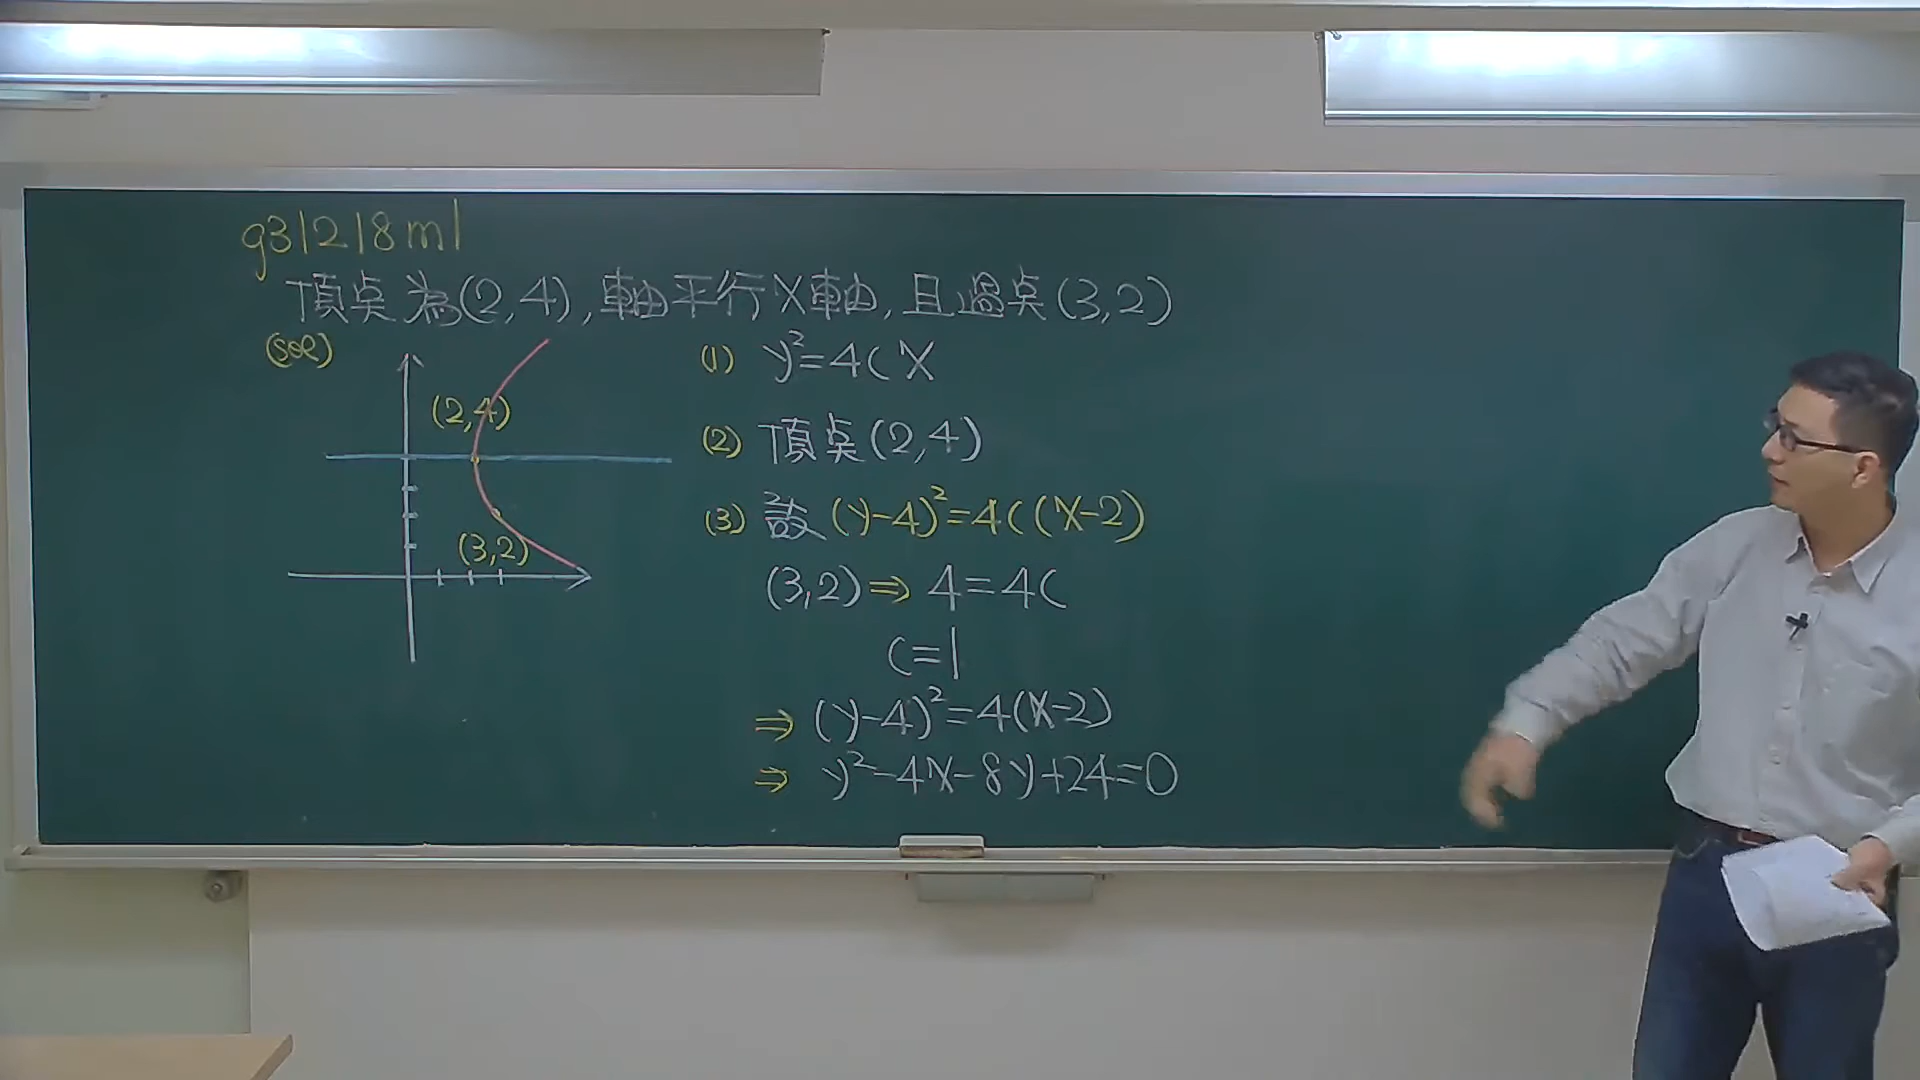 g31218m1
頂点為(2,4),軸平行X軸,且過点(3,2)
(sol)
(2,4)
(3,2)
(1) y²=4cX
(2) 頂点(2,4)
(3) 設(y-4)²=4c(X-2)
(3,2)⇒4=4c
c=1
⇒(y-4)²=4(X-2)
⇒y²-4X-8y+24=0